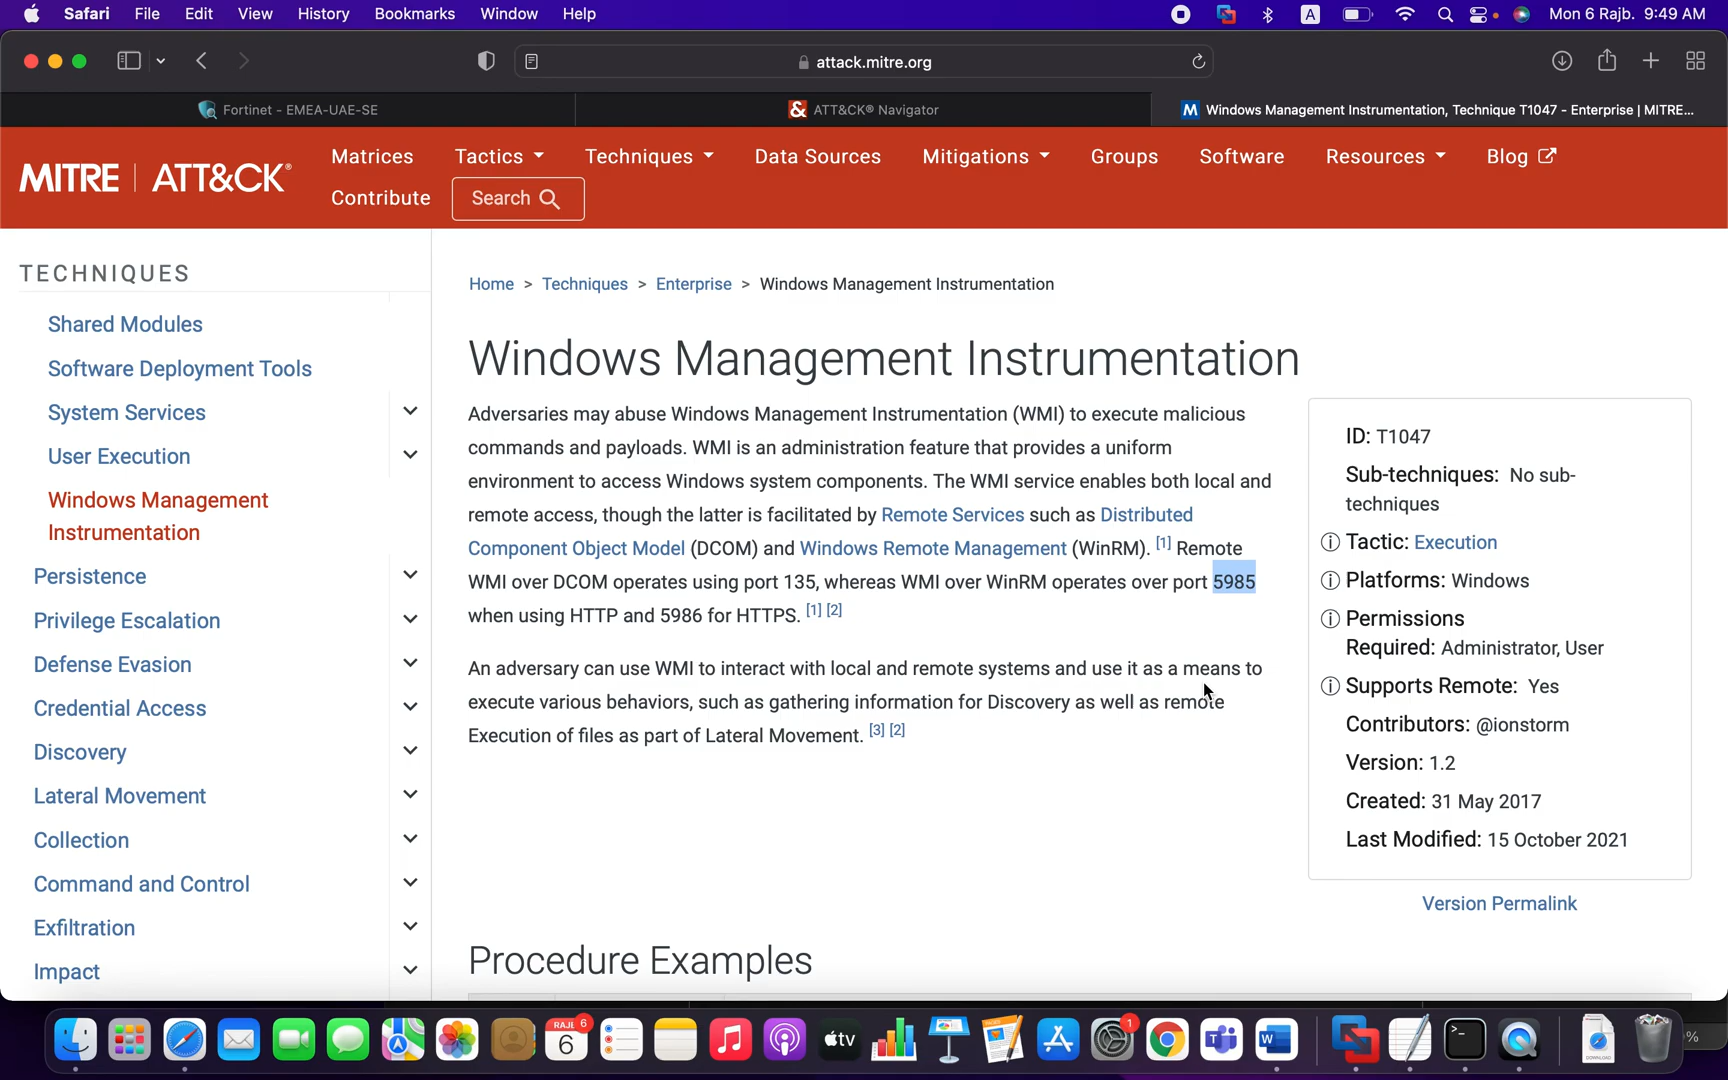 Safari File Edit View History Bookmarks Window Help A Mon 6 Rajb. 9:49 AM
attack.mitre.org
Fortinet - EMEA-UAE-SE
ATT&CK® Navigator
Windows Management Instrumentation, Technique T1047 - Enterprise | MITRE...
MITRE | ATT&CK®
Matrices Tactics Techniques Data Sources Mitigations Groups Software Resources Blog
Contribute Search
TECHNIQUES
Shared Modules
Software Deployment Tools
System Services
User Execution
Windows Management
Instrumentation
Persistence
Privilege Escalation
Defense Evasion
Credential Access
Discovery
Lateral Movement
Collection
Command and Control
Exfiltration
Impact
Home > Techniques > Enterprise > Windows Management Instrumentation
Windows Management Instrumentation
Adversaries may abuse Windows Management Instrumentation (WMI) to execute malicious
commands and payloads. WMI is an administration feature that provides a uniform
environment to access Windows system components. The WMI service enables both local and
remote access, though the latter is facilitated by Remote Services such as Distributed
Component Object Model (DCOM) and Windows Remote Management (WinRM). [1] Remote
WMI over DCOM operates using port 135, whereas WMI over WinRM operates over port 5985
when using HTTP and 5986 for HTTPS. [1] [2]
An adversary can use WMI to interact with local and remote systems and use it as a means to
execute various behaviors, such as gathering information for Discovery as well as remote
Execution of files as part of Lateral Movement. [3] [2]
ID: T1047
Sub-techniques: No sub-
techniques
Tactic: Execution
Platforms: Windows
Permissions
Required: Administrator, User
Supports Remote: Yes
Contributors: @ionstorm
Version: 1.2
Created: 31 May 2017
Last Modified: 15 October 2021
Version Permalink
Procedure Examples
RAJB 6
6
tv
1
W
DOWNLOAD
%